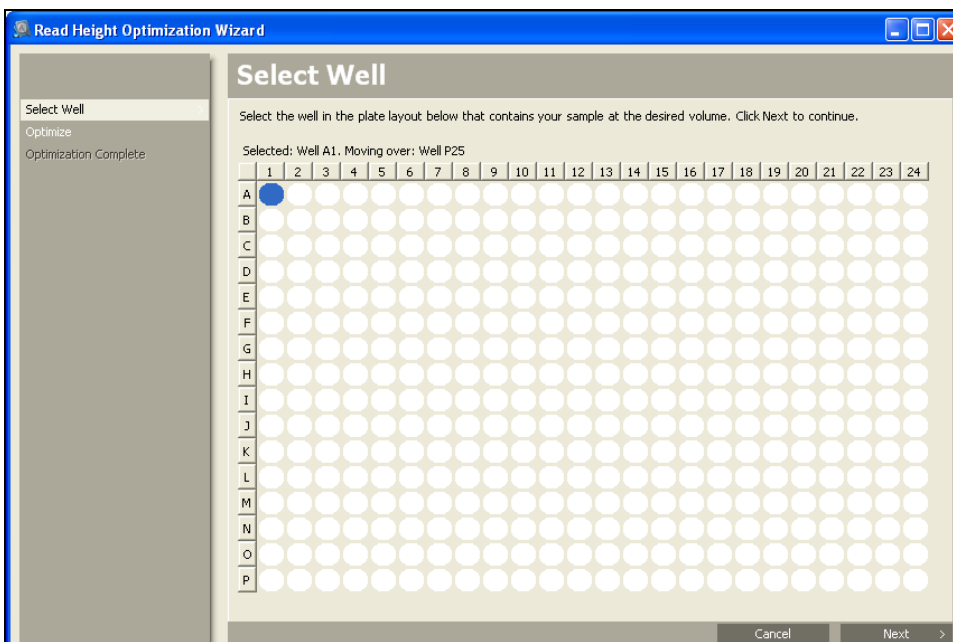 Read Height Optimization Wizard
Select Well
Select Well
Optimize
Optimization Complete
Select the well in the plate layout below that contains your sample at the desired volume. Click Next to continue.
Selected: Well A1. Moving over: Well P25
1 2 3 4 5 6 7 8 9 10 11 12 13 14 15 16 17 18 19 20 21 22 23 24
A
B
C
D
E
F
G
H
I
J
K
L
M
N
O
P
Cancel Next >